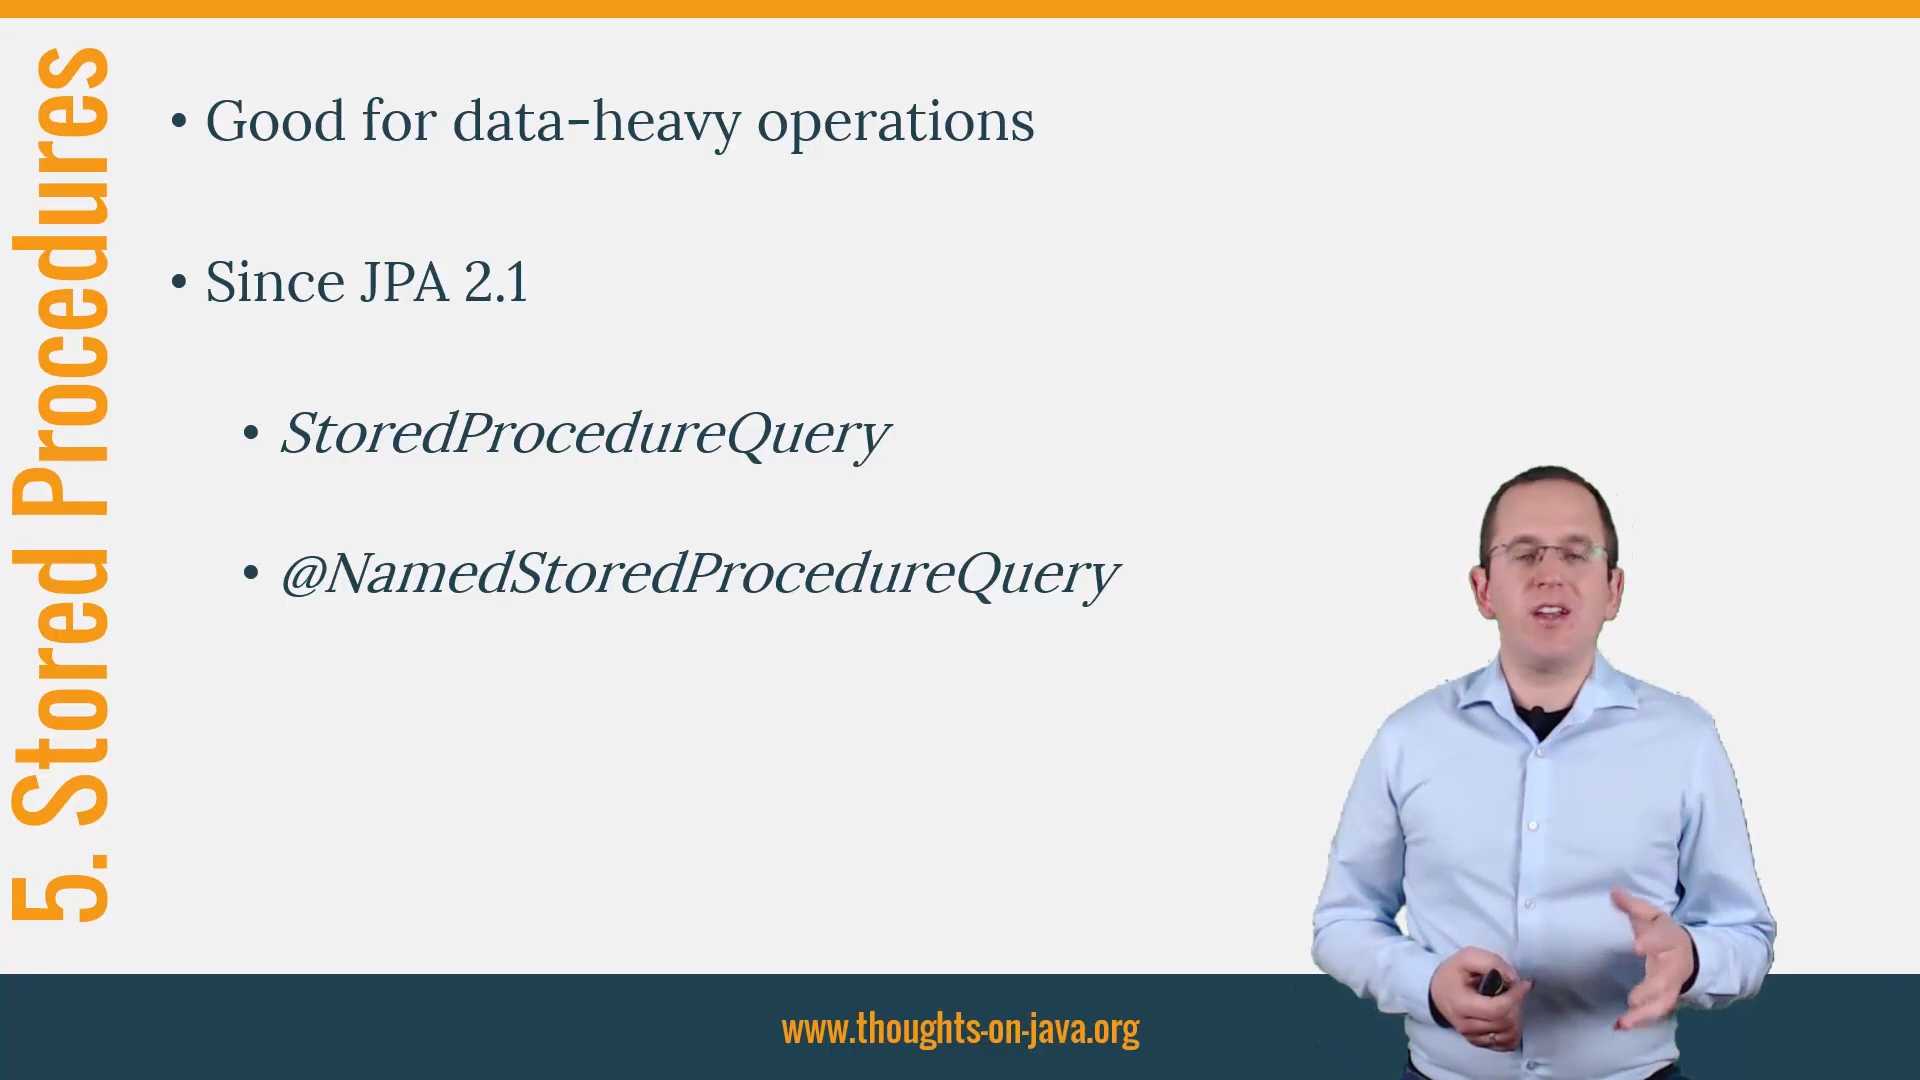 5. Stored Procedures
• Good for data-heavy operations
• Since JPA 2.1
• StoredProcedureQuery
• @NamedStoredProcedureQuery
www.thoughts-on-java.org